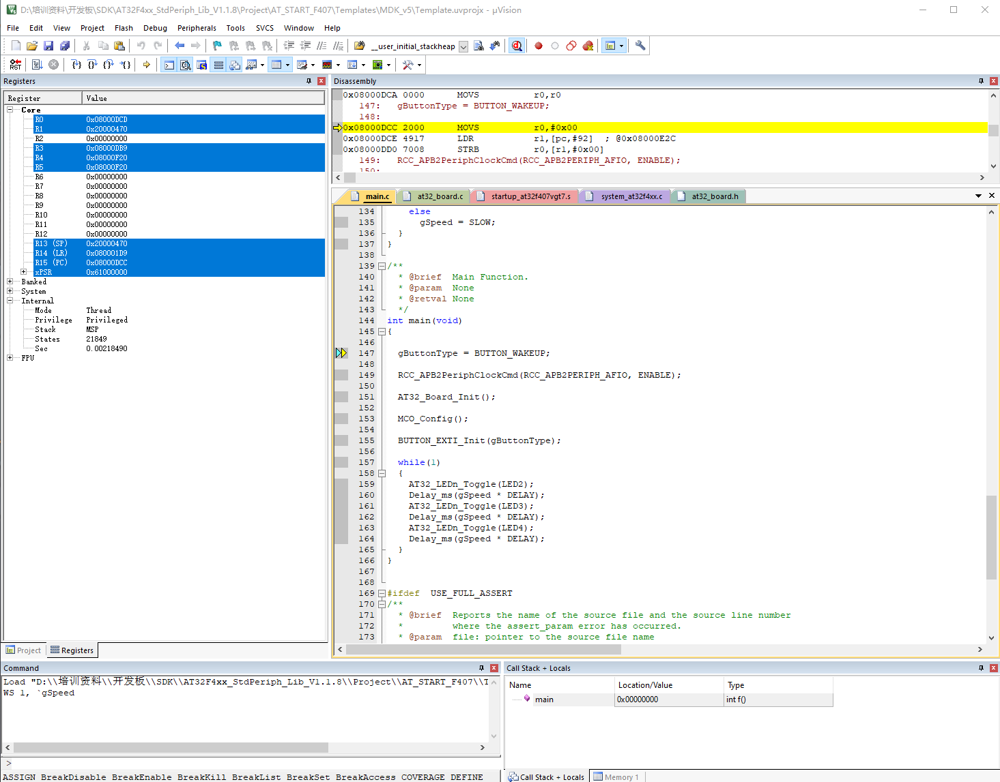 D:\培训资料\开发板\SDK\AT32F4xx_StdPeriph_Lib_V1.1.8\Project\AT_START_F407\Templates\MDK_v5\Template.uvprojx - µVision
File Edit View Project Flash Debug Peripherals Tools SVCS Window Help
__user_initial_stackheap
RST
Registers
Register Value
Core
R0 0x08000DCD
R1 0x20000470
R2 0x00000000
R3 0x08000DB9
R4 0x08000F20
R5 0x08000F20
R6 0x00000000
R7 0x00000000
R8 0x00000000
R9 0x00000000
R10 0x00000000
R11 0x00000000
R12 0x00000000
R13 (SP) 0x20000470
R14 (LR) 0x080001D9
R15 (PC) 0x08000DCC
xPSR 0x61000000
Banked
System
Internal
Mode Thread
Privilege Privileged
Stack MSP
States 21849
Sec 0.00218490
FPU
Project Registers
Disassembly
0x08000DCA 0000 MOVS r0,r0
147: gButtonType = BUTTON_WAKEUP;
148:
0x08000DCC 2000 MOVS r0,#0x00
0x08000DCE 4917 LDR r1,[pc,#92] ; @0x08000E2C
0x08000DD0 7008 STRB r0,[r1,#0x00]
149: RCC_APB2PeriphClockCmd(RCC_APB2PERIPH_AFIO, ENABLE);
150:
main.c at32_board.c startup_at32f407vgt7.s system_at32f4xx.c at32_board.h
134 else
135 gSpeed = SLOW;
136 }
137 }
138
139 /**
140 * @brief Main Function.
141 * @param None
142 * @retval None
143 */
144 int main(void)
145 {
146
147 gButtonType = BUTTON_WAKEUP;
148
149 RCC_APB2PeriphClockCmd(RCC_APB2PERIPH_AFIO, ENABLE);
150
151 AT32_Board_Init();
152
153 MCO_Config();
154
155 BUTTON_EXTI_Init(gButtonType);
156
157 while(1)
158 {
159 AT32_LEDn_Toggle(LED2);
160 Delay_ms(gSpeed * DELAY);
161 AT32_LEDn_Toggle(LED3);
162 Delay_ms(gSpeed * DELAY);
163 AT32_LEDn_Toggle(LED4);
164 Delay_ms(gSpeed * DELAY);
165 }
166 }
167
168
169 #ifdef USE_FULL_ASSERT
170 /**
171 * @brief Reports the name of the source file and the source line number
172 * where the assert_param error has occurred.
173 * @param file: pointer to the source file name
Command
Load "D:\\培训资料\\开发板\\SDK\\AT32F4xx_StdPeriph_Lib_V1.1.8\\Project\\AT_START_F407\\T
WS 1, `gSpeed
>
ASSIGN BreakDisable BreakEnable BreakKill BreakList BreakSet BreakAccess COVERAGE DEFINE
Call Stack + Locals
Name Location/Value Type
main 0x00000000 int f()
Call Stack + Locals Memory 1